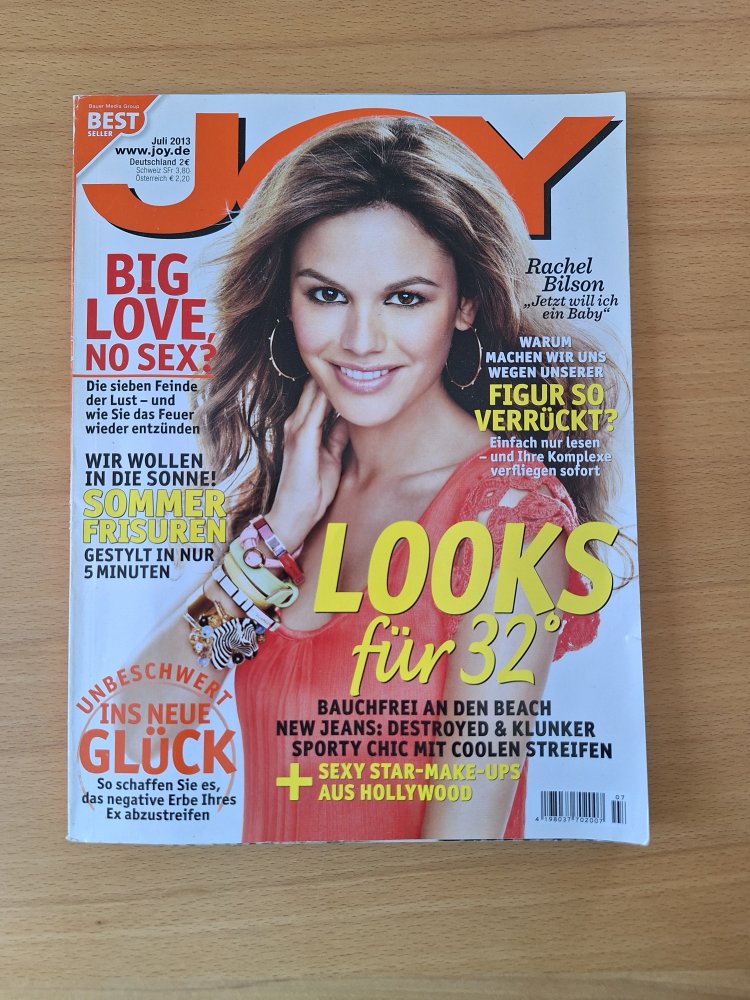 Bauer Media Group
BEST
SELLER
Juli 2013
www.joy.de
Deutschland 2€
Schweiz SFr 3,80
Österreich € 2,20
JOY
BIG
LOVE,
NO SEX?
Die sieben Feinde
der Lust – und
wie Sie das Feuer
wieder entzünden
WIR WOLLEN
IN DIE SONNE!
SOMMER
FRISUREN
GESTYLT IN NUR
5 MINUTEN
UNBESCHWERT
INS NEUE
GLÜCK
So schaffen Sie es,
das negative Erbe Ihres
Ex abzustreifen
Rachel
Bilson
„Jetzt will ich
ein Baby“
WARUM
MACHEN WIR UNS
WEGEN UNSERER
FIGUR SO
VERRÜCKT?
Einfach nur lesen
– und Ihre Komplexe
verfliegen sofort
LOOKS
für 32°
BAUCHFREI AN DEN BEACH
NEW JEANS: DESTROYED & KLUNKER
SPORTY CHIC MIT COOLEN STREIFEN
+ SEXY STAR-MAKE-UPS
AUS HOLLYWOOD
07
4 198037 702007